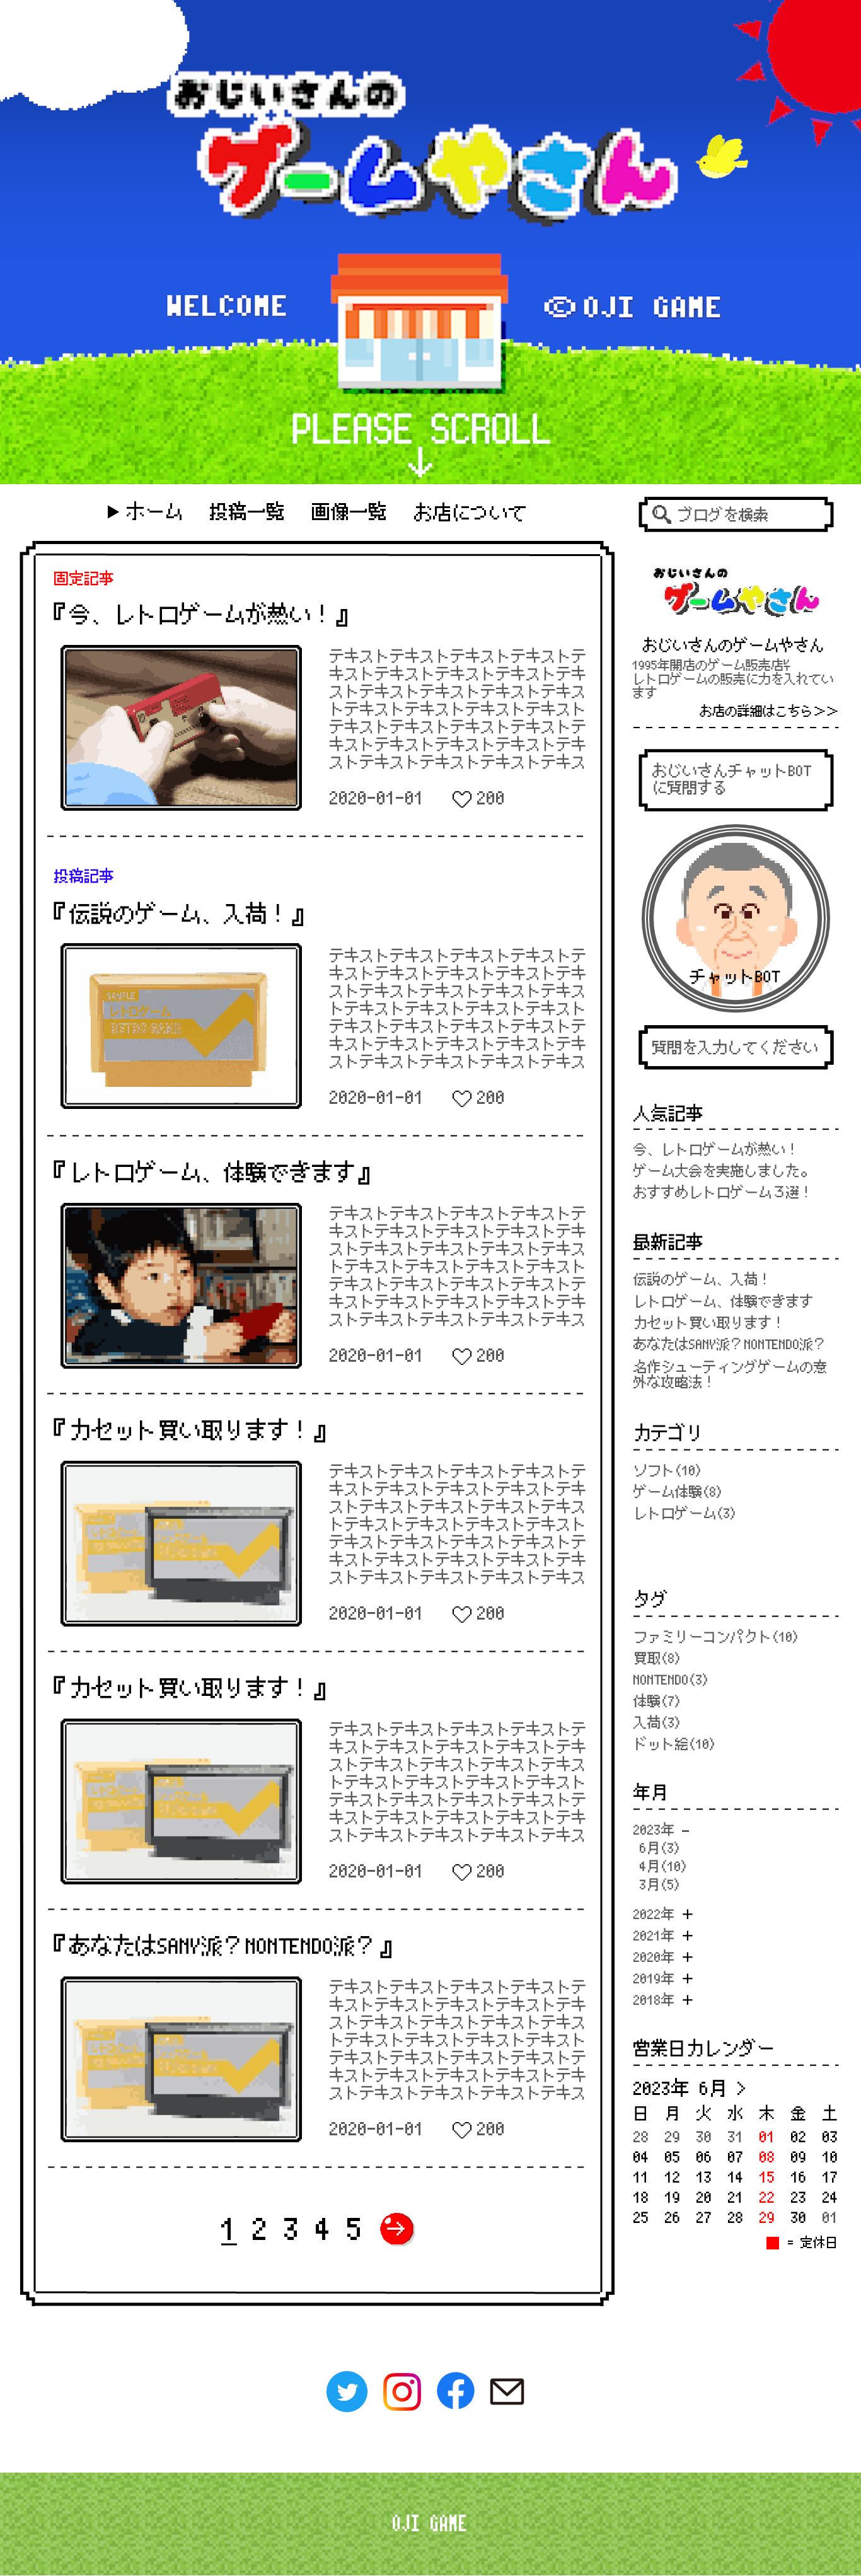 おじいさんの
ゲームやさん
WELCOME
©OJI GAME
PLEASE SCROLL
↓
▶ホーム 投稿一覧 画像一覧 お店について
固定記事
『今、レトロゲームが熱い！』
テキストテキストテキストテキストテ
キストテキストテキストテキストテキ
ストテキストテキストテキストテキス
トテキストテキストテキストテキスト
テキストテキストテキストテキストテ
キストテキストテキストテキストテキ
ストテキストテキストテキストテキス
2020-01-01 ♡ 200
投稿記事
『伝説のゲーム、入荷！』
SAMPLE
レトロゲーム
RETRO GAME
テキストテキストテキストテキストテ
キストテキストテキストテキストテキ
ストテキストテキストテキストテキス
トテキストテキストテキストテキスト
テキストテキストテキストテキストテ
キストテキストテキストテキストテキ
ストテキストテキストテキストテキス
2020-01-01 ♡ 200
『レトロゲーム、体験できます』
テキストテキストテキストテキストテ
キストテキストテキストテキストテキ
ストテキストテキストテキストテキス
トテキストテキストテキストテキスト
テキストテキストテキストテキストテ
キストテキストテキストテキストテキ
ストテキストテキストテキストテキス
2020-01-01 ♡ 200
『カセット買い取ります！』
テキストテキストテキストテキストテ
キストテキストテキストテキストテキ
ストテキストテキストテキストテキス
トテキストテキストテキストテキスト
テキストテキストテキストテキストテ
キストテキストテキストテキストテキ
ストテキストテキストテキストテキス
2020-01-01 ♡ 200
『カセット買い取ります！』
テキストテキストテキストテキストテ
キストテキストテキストテキストテキ
ストテキストテキストテキストテキス
トテキストテキストテキストテキスト
テキストテキストテキストテキストテ
キストテキストテキストテキストテキ
ストテキストテキストテキストテキス
2020-01-01 ♡ 200
『あなたはSANY派？NONTENDO派？』
テキストテキストテキストテキストテ
キストテキストテキストテキストテキ
ストテキストテキストテキストテキス
トテキストテキストテキストテキスト
テキストテキストテキストテキストテ
キストテキストテキストテキストテキ
ストテキストテキストテキストテキス
2020-01-01 ♡ 200
1 2 3 4 5 →
ブログを検索
おじいさんの
ゲームやさん
おじいさんのゲームやさん
1995年開店のゲーム販売店!
レトロゲームの販売に力を入れてい
ます
お店の詳細はこちら>>
おじいさんチャットBOT
に質問する
チャットBOT
質問を入力してください
人気記事
今、レトロゲームが熱い！
ゲーム大会を実施しました。
おすすめレトロゲーム３選！
最新記事
伝説のゲーム、入荷！
レトロゲーム、体験できます
カセット買い取ります！
あなたはSANY派？NONTENDO派？
名作シューティングゲームの意
外な攻略法！
カテゴリ
ソフト(10)
ゲーム体験(8)
レトロゲーム(3)
タグ
ファミリーコンパクト(10)
買取(8)
NONTENDO(3)
体験(7)
入荷(3)
ドット絵(10)
年月
2023年 -
6月(3)
4月(10)
3月(5)
2022年 +
2021年 +
2020年 +
2019年 +
2018年 +
営業日カレンダー
2023年 6月 >
日 月 火 水 木 金 土
28 29 30 31 01 02 03
04 05 06 07 08 09 10
11 12 13 14 15 16 17
18 19 20 21 22 23 24
25 26 27 28 29 30 01
= 定休日
OJI GAME